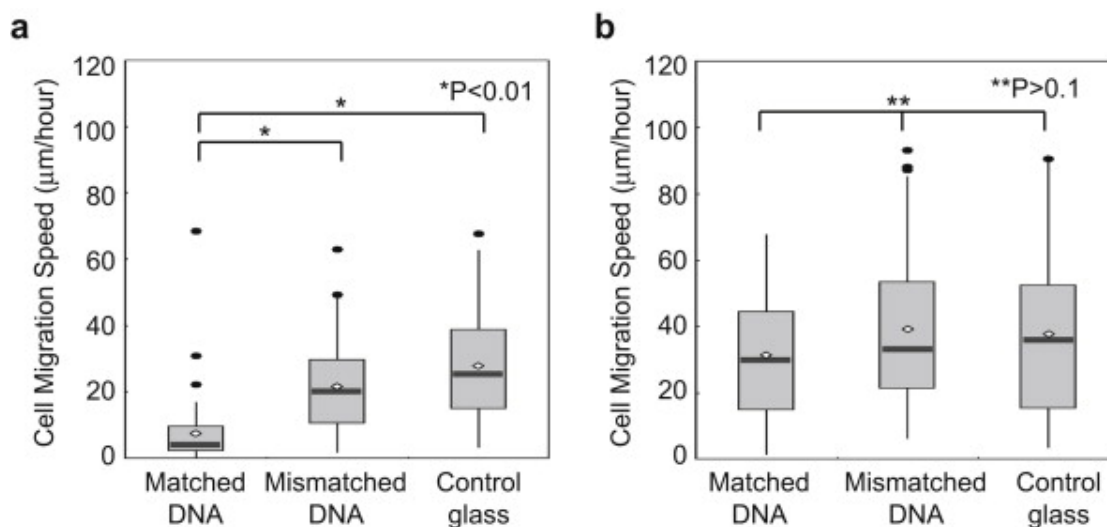 a
Cell Migration Speed (μm/hour)
120
100
80
60
40
20
0
*P<0.01
*
*
Matched
DNA
Mismatched
DNA
Control
glass
b
Cell Migration Speed (μm/hour)
120
100
80
60
40
20
0
**P>0.1
**
Matched
DNA
Mismatched
DNA
Control
glass